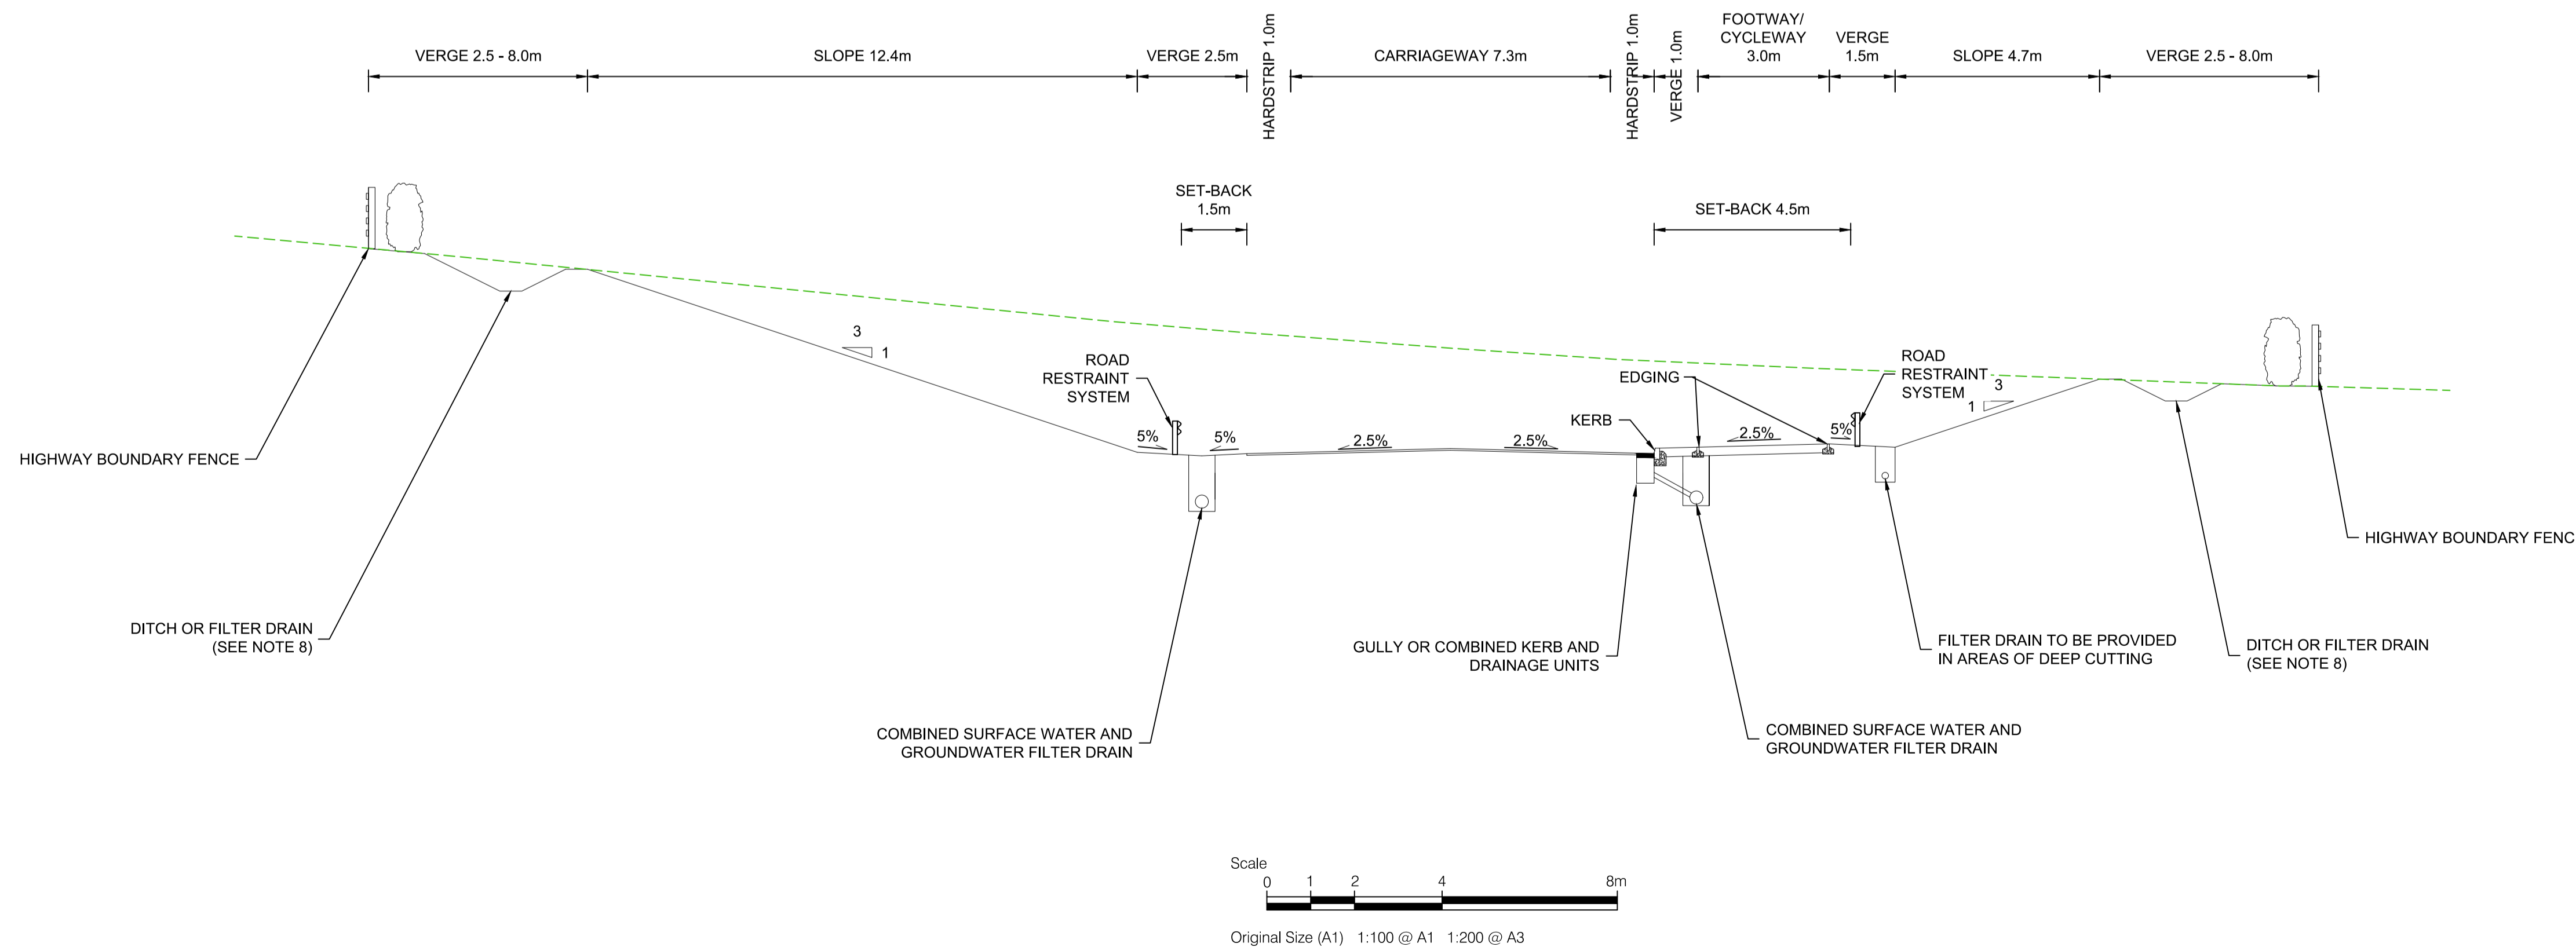 VERGE 2.5 - 8.0m
SLOPE 12.4m
VERGE 2.5m
HARDSTRIP 1.0m
CARRIAGEWAY 7.3m
HARDSTRIP 1.0m
VERGE 1.0m
FOOTWAY/
CYCLEWAY
3.0m
VERGE
1.5m
SLOPE 4.7m
VERGE 2.5 - 8.0m
SET-BACK
1.5m
SET-BACK 4.5m
3
1
ROAD
RESTRAINT
SYSTEM
ROAD
RESTRAINT
SYSTEM
3
1
EDGING
KERB
5%
5%
2.5%
2.5%
2.5%
5%
HIGHWAY BOUNDARY FENCE
HIGHWAY BOUNDARY FENC
DITCH OR FILTER DRAIN
(SEE NOTE 8)
GULLY OR COMBINED KERB AND
DRAINAGE UNITS
FILTER DRAIN TO BE PROVIDED
IN AREAS OF DEEP CUTTING
DITCH OR FILTER DRAIN
(SEE NOTE 8)
COMBINED SURFACE WATER AND
GROUNDWATER FILTER DRAIN
COMBINED SURFACE WATER AND
GROUNDWATER FILTER DRAIN
Scale
0 1 2 4 8m
Original Size (A1) 1:100 @ A1 1:200 @ A3